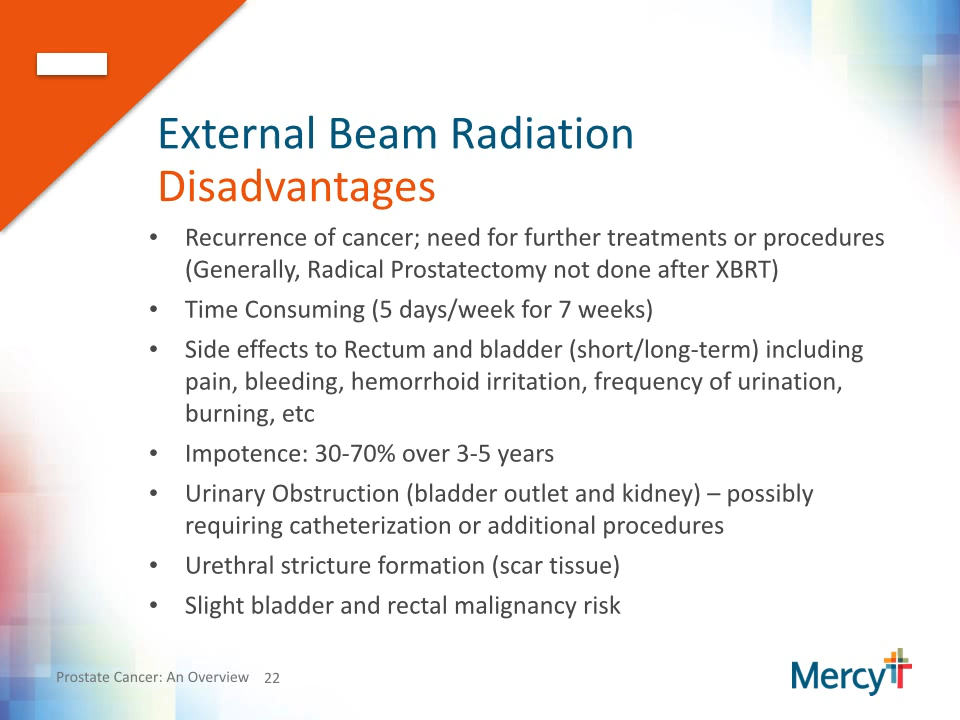 External Beam Radiation
Disadvantages
• Recurrence of cancer; need for further treatments or procedures
(Generally, Radical Prostatectomy not done after XBRT)
• Time Consuming (5 days/week for 7 weeks)
• Side effects to Rectum and bladder (short/long-term) including
pain, bleeding, hemorrhoid irritation, frequency of urination,
burning, etc
• Impotence: 30-70% over 3-5 years
• Urinary Obstruction (bladder outlet and kidney) – possibly
requiring catheterization or additional procedures
• Urethral stricture formation (scar tissue)
• Slight bladder and rectal malignancy risk
Prostate Cancer: An Overview 22
Mercy